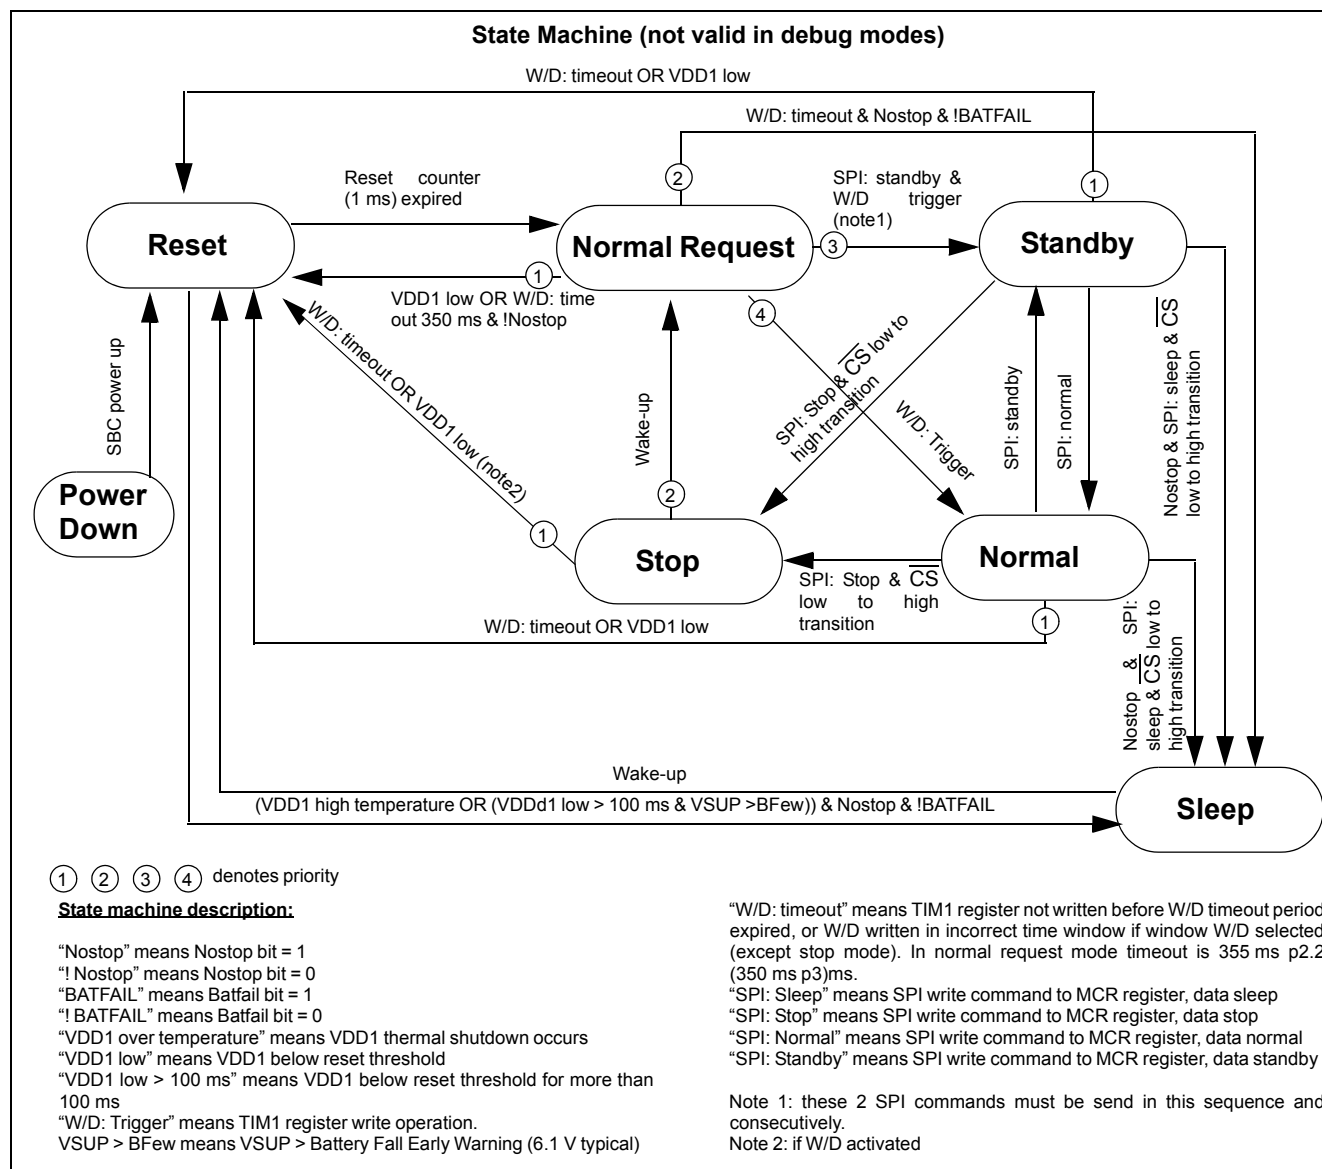 State Machine (not valid in debug modes)
W/D: timeout OR VDD1 low
W/D: timeout & Nostop & !BATFAIL
2
1
Reset counter
(1 ms) expired
SPI: standby &
W/D trigger
(note1)
Reset
Normal Request
3
Standby
1
VDD1 low OR W/D: time
out 350 ms & !Nostop
4
W/D: timeout OR VDD1 low (note2)
SBC power up
Wake-up
SPI: Stop & CS low to
high transition
W/D: Trigger
SPI: standby
SPI: normal
Nostop & SPI: sleep & CS
low to high transition
Power
Down
2
1
Stop
Normal
SPI: Stop & CS
low to high
transition
1
W/D: timeout OR VDD1 low
Nostop & SPI:
sleep & CS low to
high transition
Wake-up
(VDD1 high temperature OR (VDDd1 low > 100 ms & VSUP >BFew)) & Nostop & !BATFAIL
Sleep
1 2 3 4 denotes priority
State machine description:
“Nostop” means Nostop bit = 1
“! Nostop” means Nostop bit = 0
“BATFAIL” means Batfail bit = 1
“! BATFAIL” means Batfail bit = 0
“VDD1 over temperature” means VDD1 thermal shutdown occurs
“VDD1 low” means VDD1 below reset threshold
“VDD1 low > 100 ms” means VDD1 below reset threshold for more than
100 ms
“W/D: Trigger” means TIM1 register write operation.
VSUP > BFew means VSUP > Battery Fall Early Warning (6.1 V typical)
“W/D: timeout” means TIM1 register not written before W/D timeout period
expired, or W/D written in incorrect time window if window W/D selected
(except stop mode). In normal request mode timeout is 355 ms p2.2
(350 ms p3)ms.
“SPI: Sleep” means SPI write command to MCR register, data sleep
“SPI: Stop” means SPI write command to MCR register, data stop
“SPI: Normal” means SPI write command to MCR register, data normal
“SPI: Standby” means SPI write command to MCR register, data standby
Note 1: these 2 SPI commands must be send in this sequence and
consecutively.
Note 2: if W/D activated